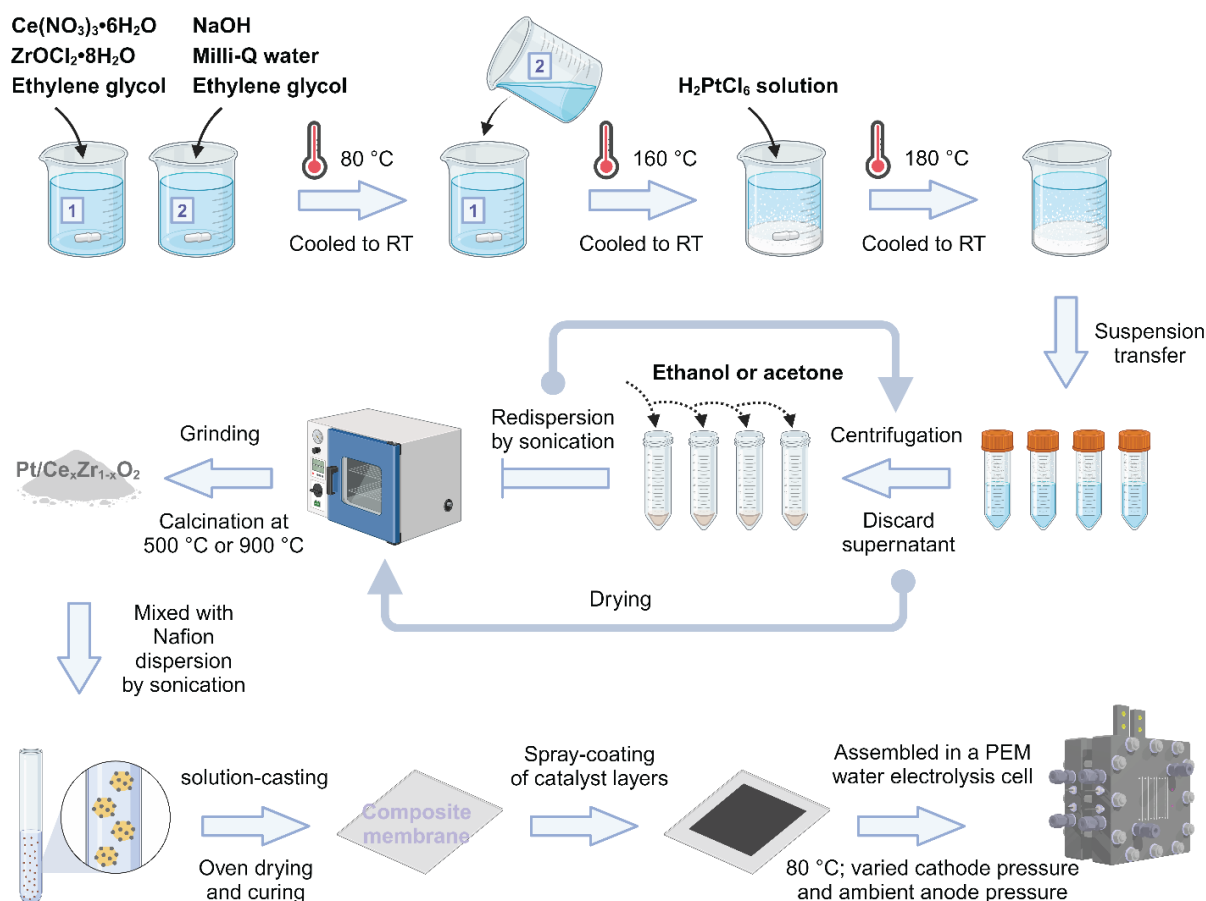 Ce(NO₃)₃•6H₂O
ZrOCl₂•8H₂O
Ethylene glycol
NaOH
Milli-Q water
Ethylene glycol
1
2
80 °C
Cooled to RT
2
1
160 °C
Cooled to RT
H₂PtCl₆ solution
180 °C
Cooled to RT
Suspension
transfer
Centrifugation
Discard
supernatant
Ethanol or acetone
Redispersion
by sonication
Drying
Grinding
Calcination at
500 °C or 900 °C
Pt/CeₓZr₁₋ₓO₂
Mixed with
Nafion
dispersion
by sonication
solution-casting
Oven drying
and curing
Composite
membrane
Spray-coating
of catalyst layers
Assembled in a PEM
water electrolysis cell
80 °C; varied cathode pressure
and ambient anode pressure